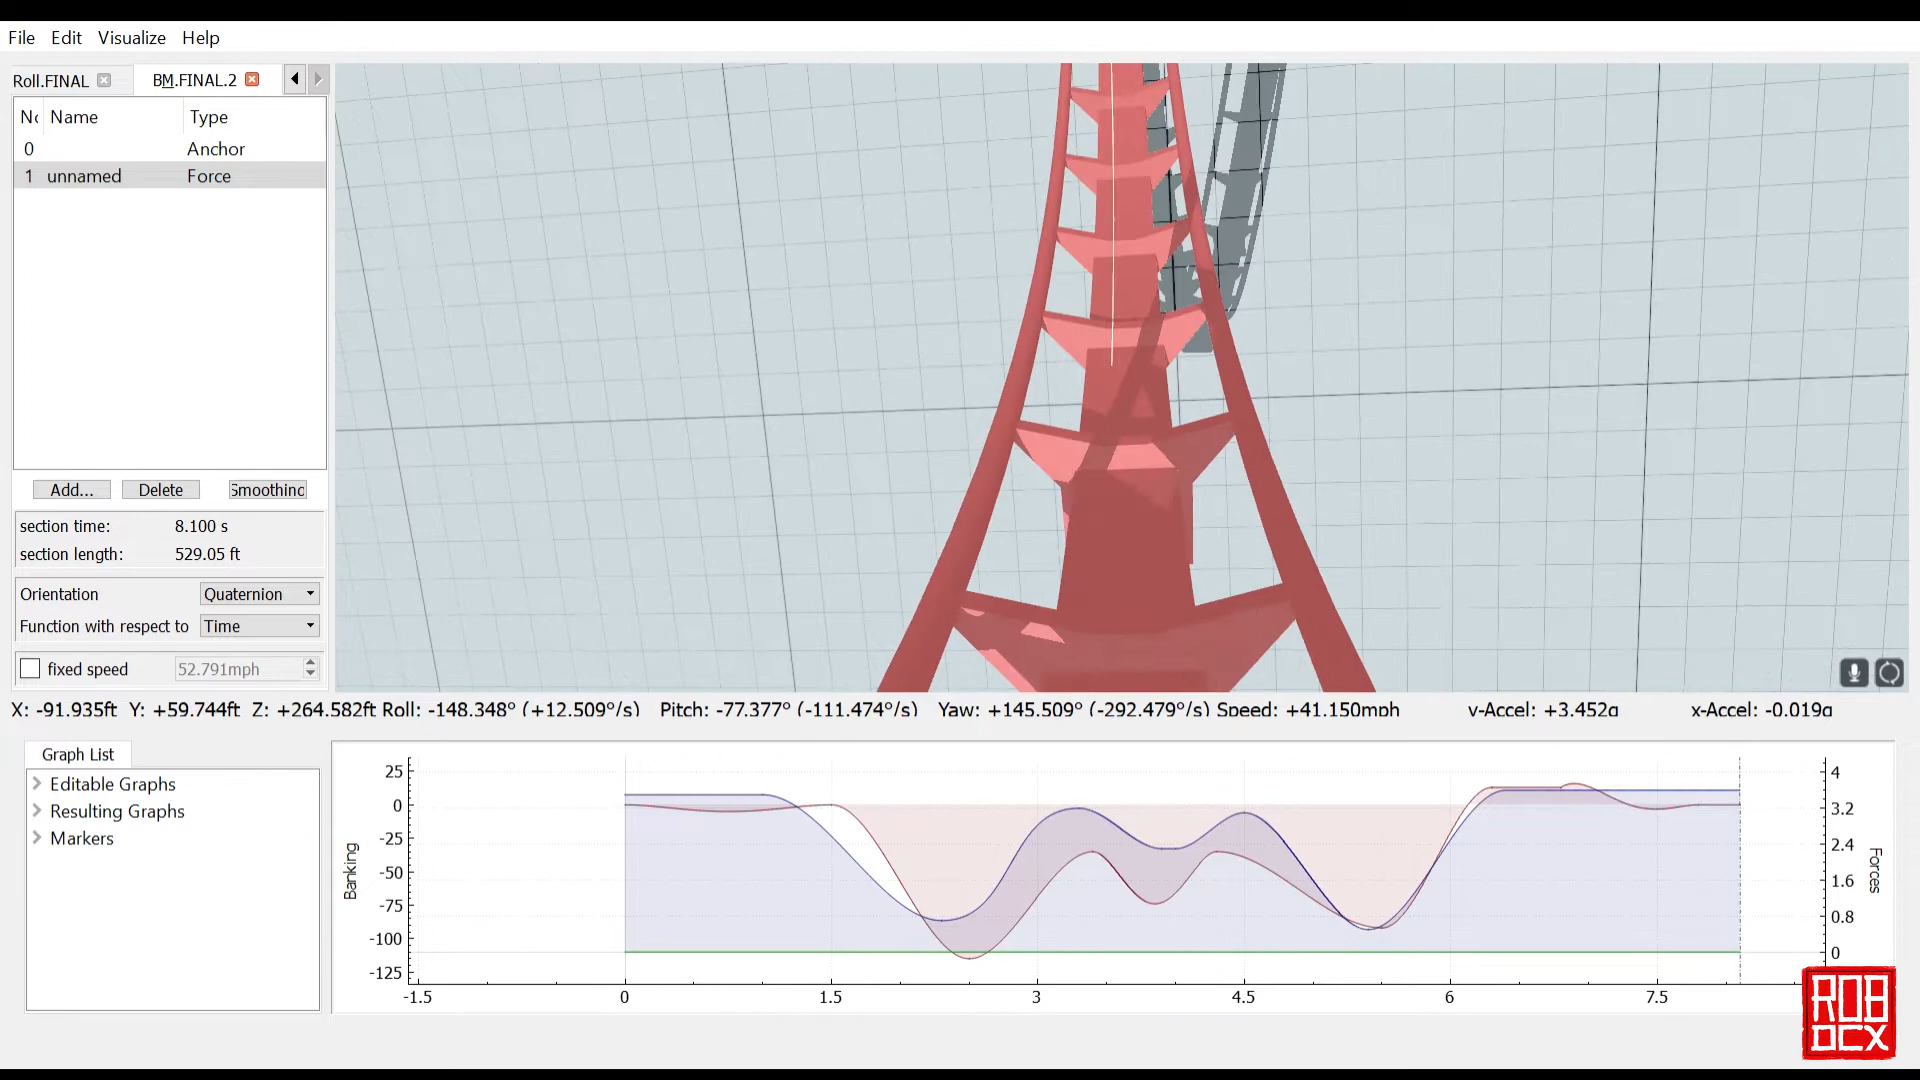 File Edit Visualize Help
Roll.FINAL BM.FINAL.2
Nc Name Type
0 Anchor
1 unnamed Force
Add... Delete Smoothing
section time: 8.100 s
section length: 529.05 ft
Orientation Quaternion
Function with respect to Time
fixed speed 52.791mph
X: -91.935ft Y: +59.744ft Z: +264.582ft Roll: -148.348° (+12.509°/s) Pitch: -77.377° (-111.474°/s) Yaw: +145.509° (-292.479°/s) Speed: +41.150mph v-Accel: +3.452g x-Accel: -0.019g
Graph List
Editable Graphs
Resulting Graphs
Markers
Banking
25
0
-25
-50
-75
-100
-125
-1.5 0 1.5 3 4.5 6 7.5
4
3.2
2.4
1.6
0.8
0
Forces
ROB
DCX